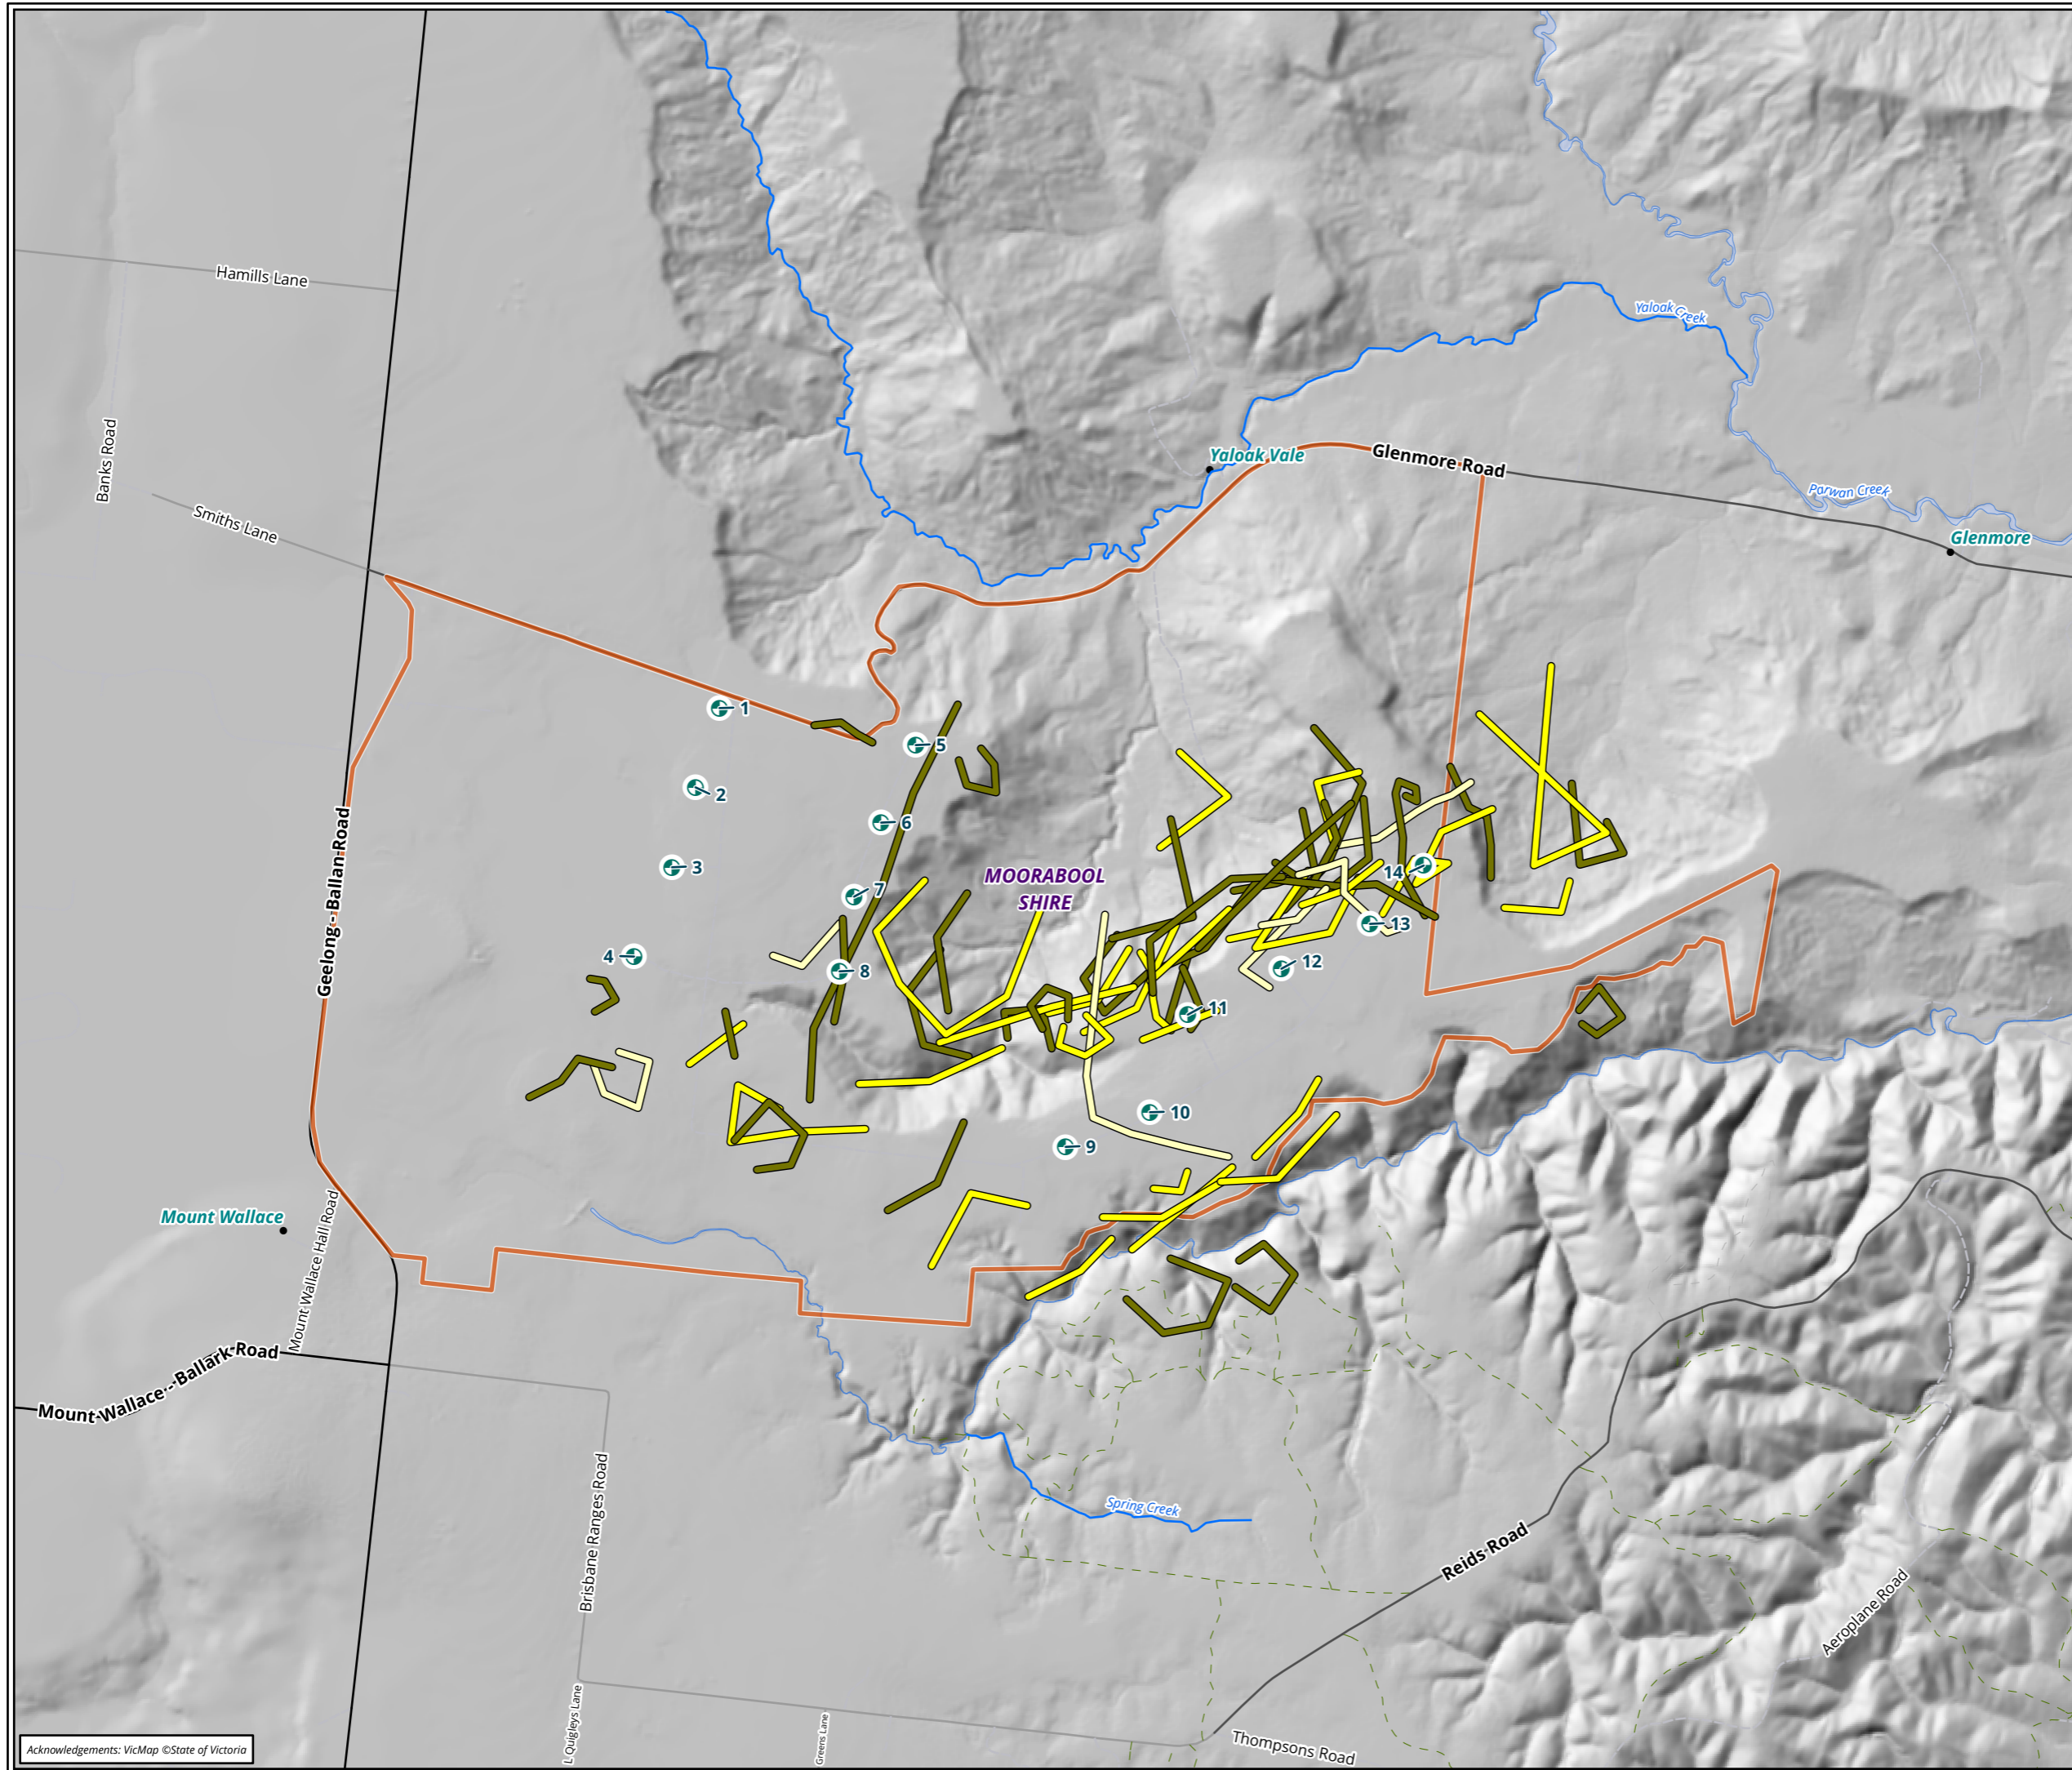 Hamills Lane
Yaloak Creek
Banks Road
Yaloak Vale
Glenmore Road
Parwan Creek
Smiths Lane
Glenmore
1
5
2
6
Geelong - Ballan Road
3
MOORABOOL
SHIRE
14
7
13
4
8
12
11
10
9
Mount Wallace
Mount Wallace Hall Road
Mount Wallace - Ballark Road
Brisbane Ranges Road
Spring Creek
Reids Road
Aeroplane Road
L Quigleys Lane
Greens Lane
Thompsons Road
Acknowledgements: VicMap ©State of Victoria